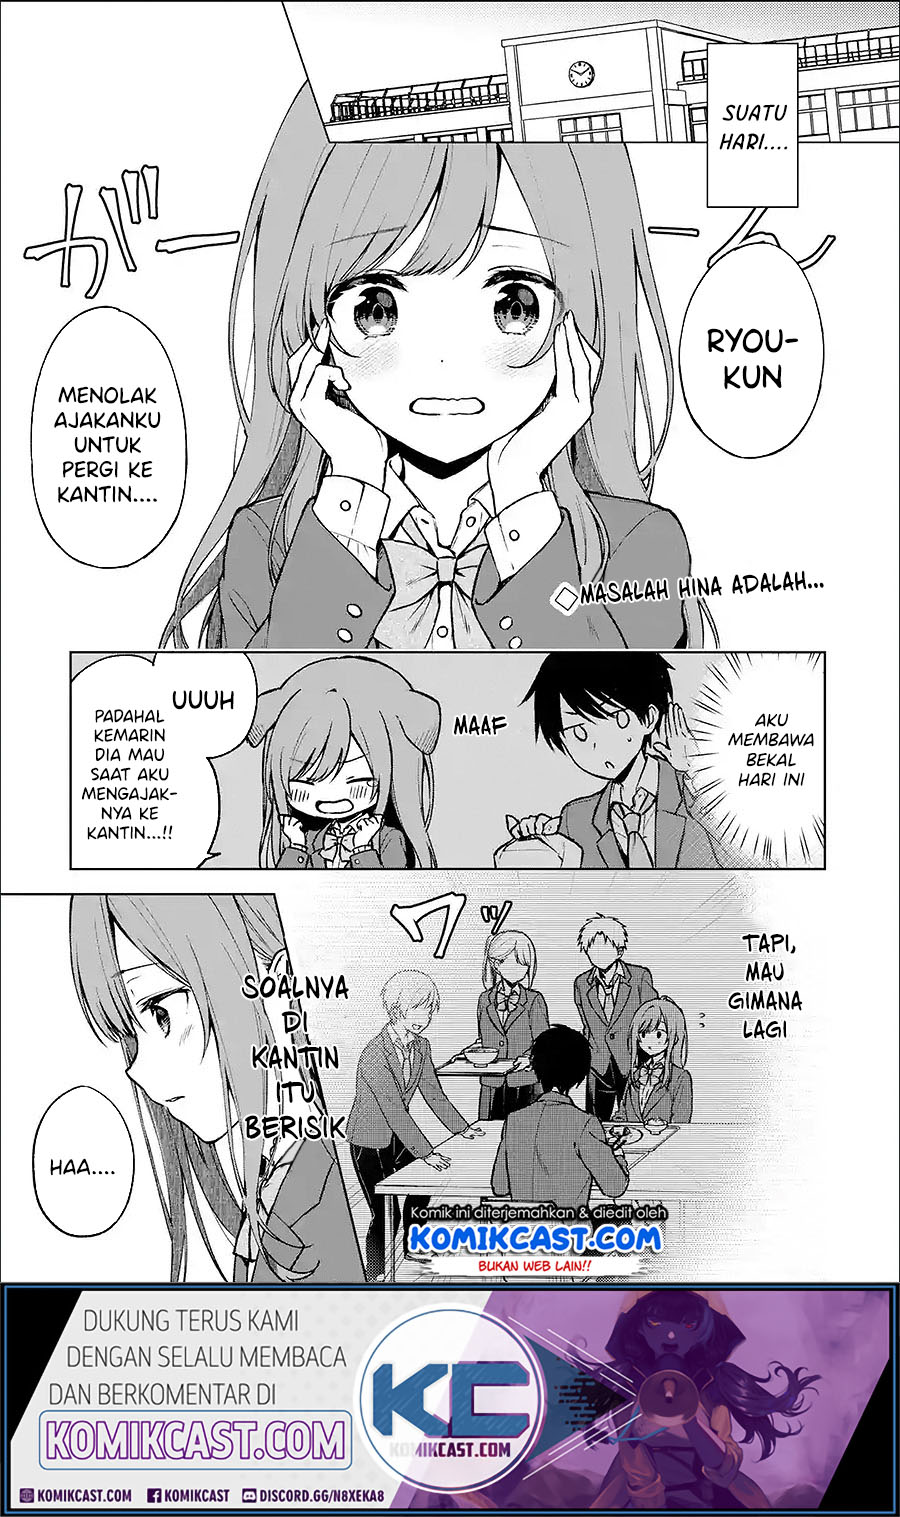 SUATU
HARI....
ガーン
RYOU-
KUN
MENOLAK
AJAKANKU
UNTUK
PERGI KE
KANTIN....
MASALAH HINA ADALAH...
AKU
MEMBAWA
BEKAL
HARI INI
MAAF
UUUH
PADAHAL
KEMARIN
DIA MAU
SAAT AKU
MENGAJAK-
NYA KE
KANTIN...!!
TAPI,
MAU
GIMANA
LAGI
ワッ
SOALNYA
DI
KANTIN
ITU
BERISIK
HAA....
Komik ini diterjemahkan & diedit oleh
KOMIKCAST.COM
BUKAN WEB LAIN!!
DUKUNG TERUS KAMI
DENGAN SELALU MEMBACA
DAN BERKOMENTAR DI
KOMIKCAST.COM
KOMIKCAST.COM KOMIKCAST DISCORD.GG/N8XEKA8
KC
KOMIKCAST.COM